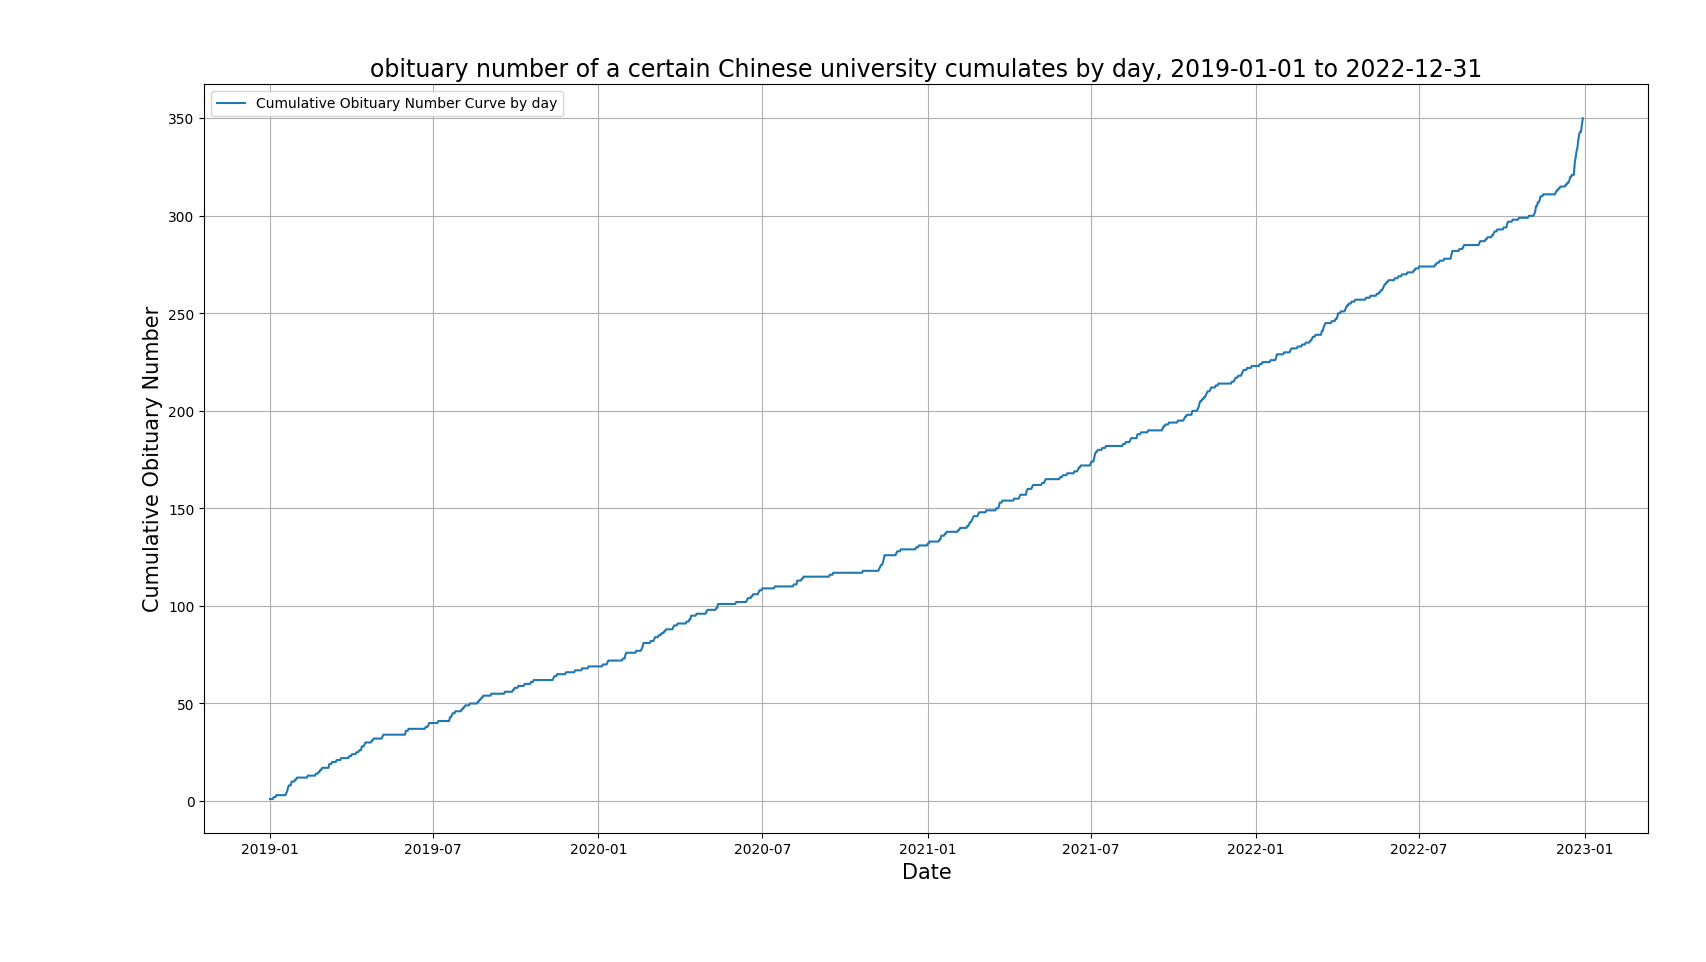 obituary number of a certain Chinese university cumulates by day, 2019-01-01 to 2022-12-31
Cumulative Obituary Number Curve by day
350
300
250
200
150
100
50
0
Cumulative Obituary Number
2019-01 2019-07 2020-01 2020-07 2021-01 2021-07 2022-01 2022-07 2023-01
Date